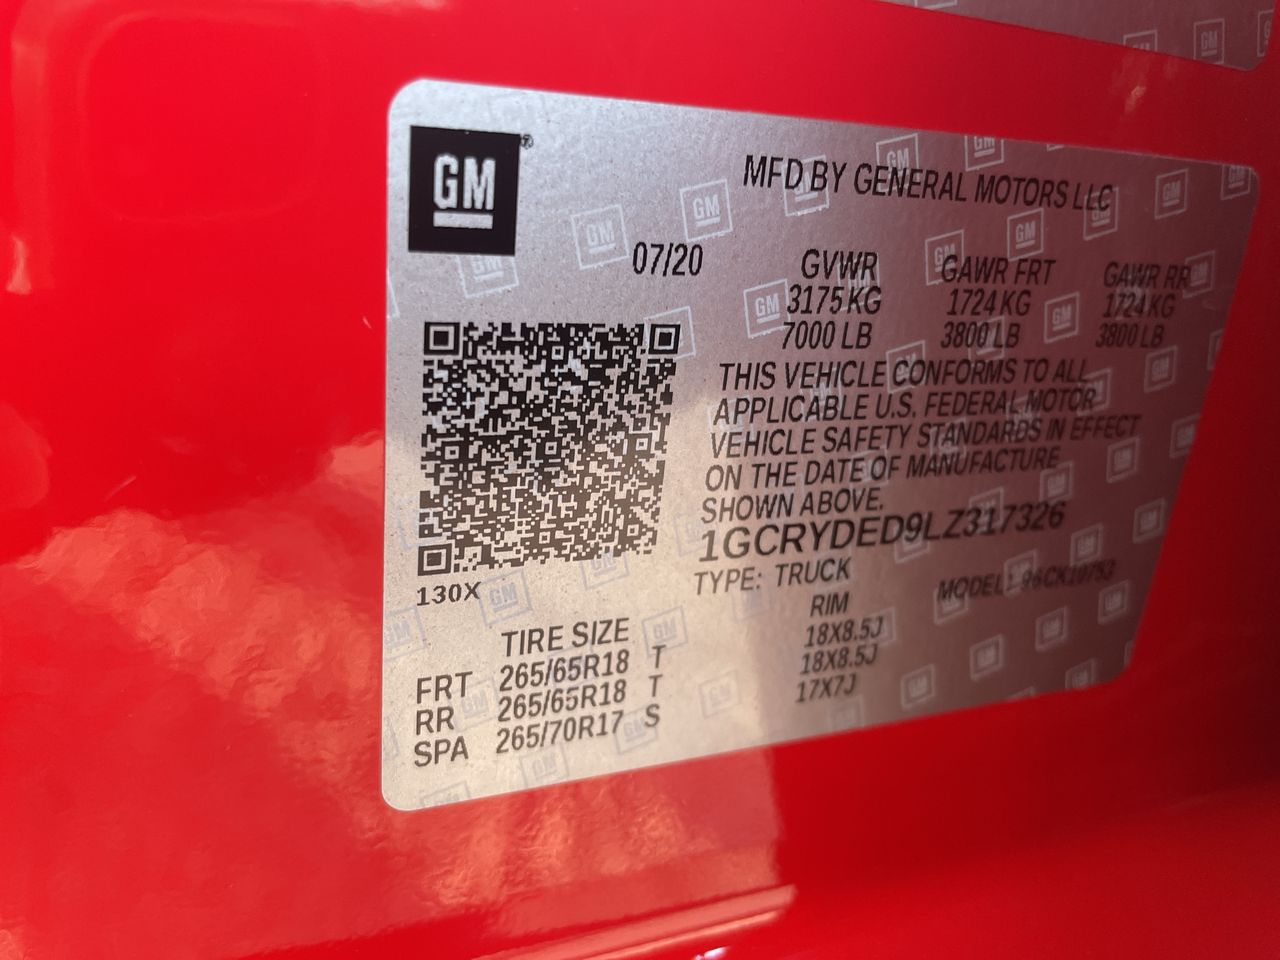 GM®
MFD BY GENERAL MOTORS LLC
07/20 GVWR GAWR FRT GAWR RR
3175 KG 1724 KG 1724 KG
7000 LB 3800 LB 3800 LB
THIS VEHICLE CONFORMS TO ALL
APPLICABLE U.S. FEDERAL MOTOR
VEHICLE SAFETY STANDARDS IN EFFECT
ON THE DATE OF MANUFACTURE
SHOWN ABOVE.
1GCRYDED9LZ317326
TYPE: TRUCK MODEL:
130X
TIRE SIZE RIM
FRT 265/65R18 T 18X8.5J
RR 265/65R18 T 18X8.5J
SPA 265/70R17 S 17X7J